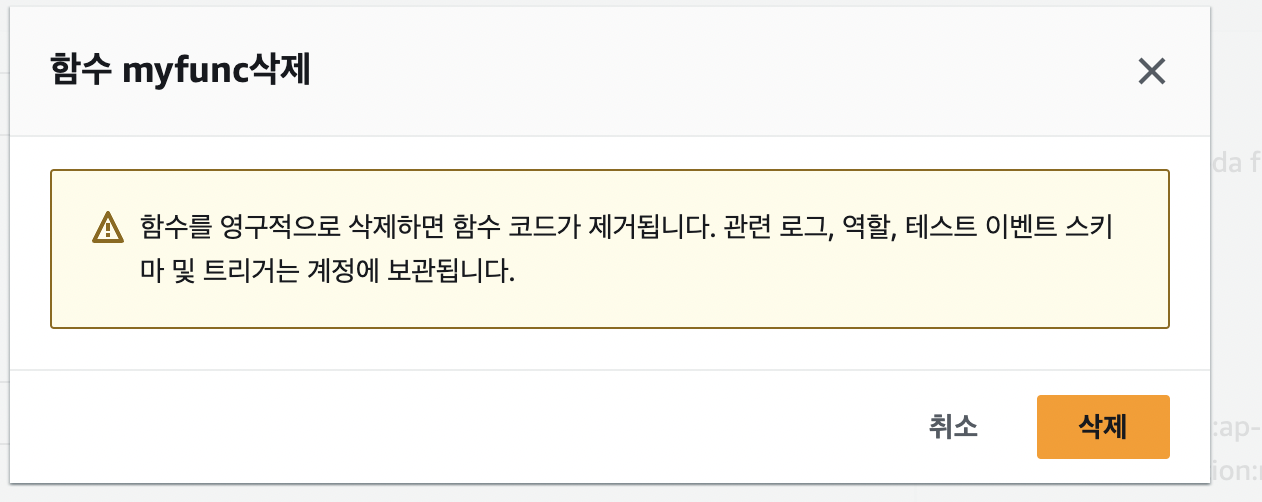 함수 myfunc삭제
da f
함수를 영구적으로 삭제하면 함수 코드가 제거됩니다. 관련 로그, 역할, 테스트 이벤트 스키
마 및 트리거는 계정에 보관됩니다.
취소
삭제
:ap-
ion: